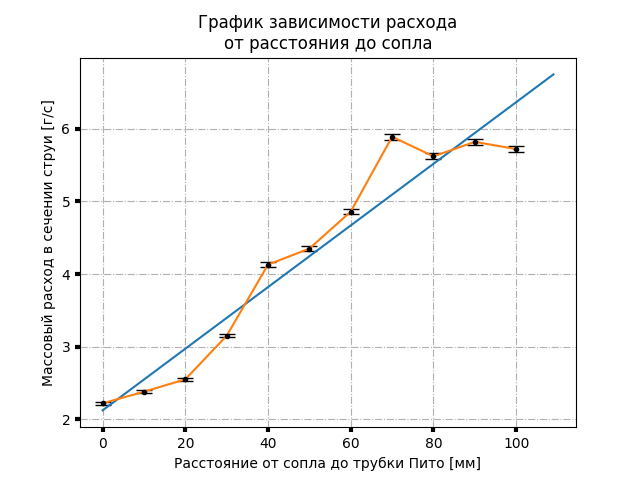 График зависимости расхода
от расстояния до сопла
Массовый расход в сечении струи [г/с]
6
5
4
3
2
0 20 40 60 80 100
Расстояние от сопла до трубки Пито [мм]